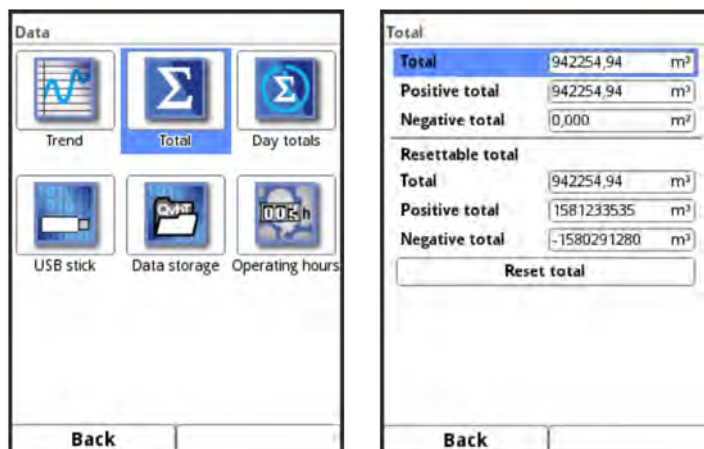 Data
Trend
Total
Day totals
USB stick
Data storage
Operating hours
Back
Total
Total 942254,94 m³
Positive total 942254,94 m³
Negative total 0,000 m³
Resettable total
Total 942254,94 m³
Positive total 1581233535 m³
Negative total -1580291280 m³
Reset total
Back